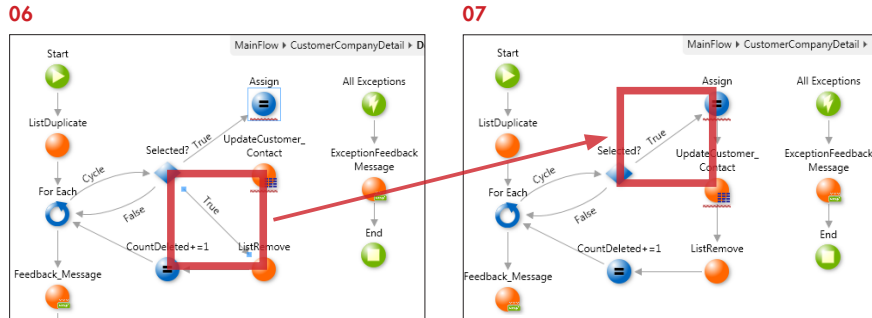 06
07
MainFlow ▸ CustomerCompanyDetail ▸ D
Start
Assign
All Exceptions
ListDuplicate
True
Selected?
UpdateCustomer_
Contact
ExceptionFeedback
Message
Cycle
For Each
True
False
End
CountDeleted+=1
ListRemove
Feedback_Message
MainFlow ▸ CustomerCompanyDetail ▸
Start
Assign
All Exceptions
ListDuplicate
True
Selected?
UpdateCustomer_
Contact
ExceptionFeedback
Message
Cycle
For Each
False
End
CountDeleted+=1
ListRemove
Feedback_Message